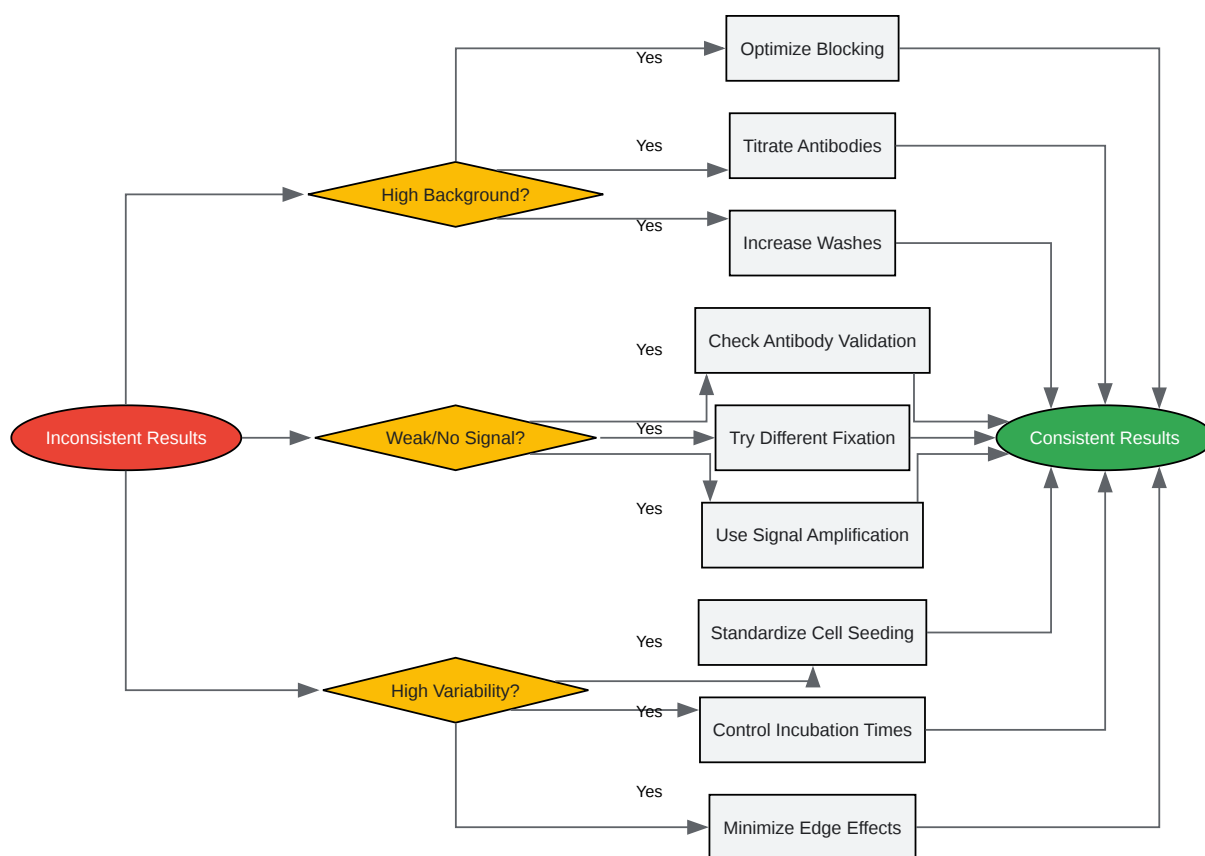 Optimize Blocking
Yes
Titrate Antibodies
Yes
High Background?
Yes
Increase Washes
Check Antibody Validation
Yes
Inconsistent Results
Weak/No Signal?
Yes
Try Different Fixation
Consistent Results
Yes
Use Signal Amplification
Standardize Cell Seeding
Yes
High Variability?
Yes
Control Incubation Times
Yes
Minimize Edge Effects